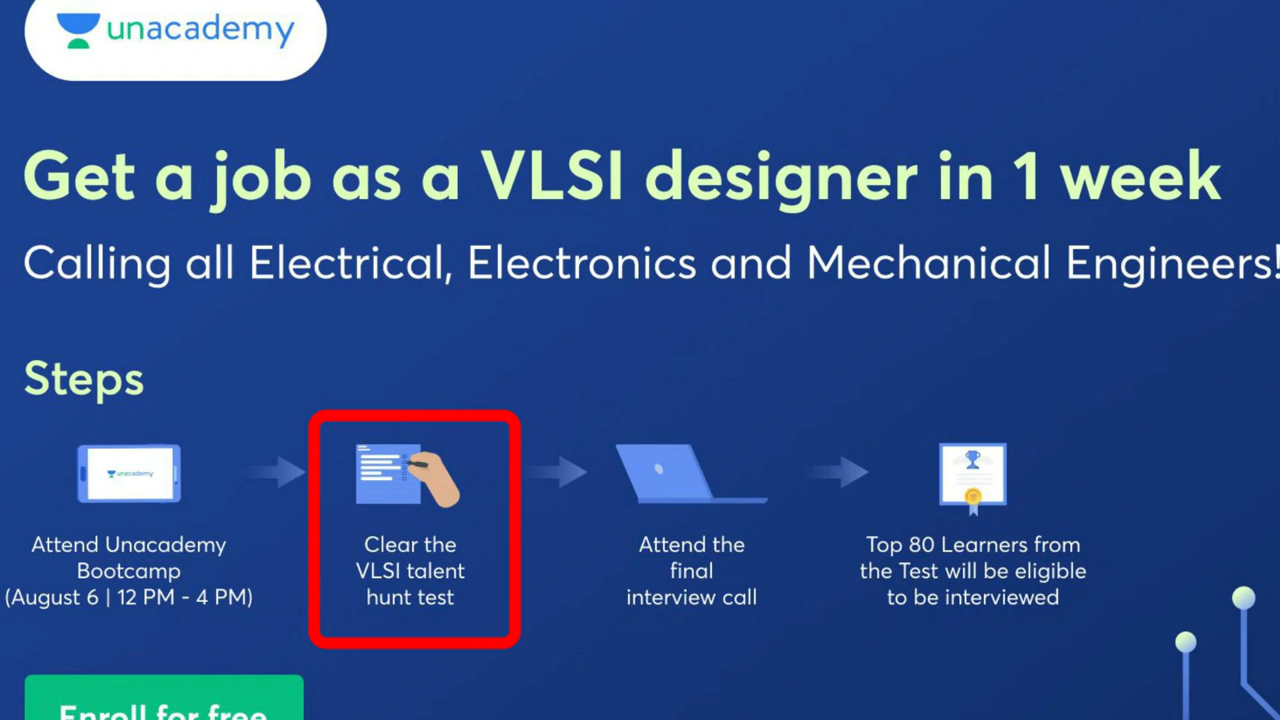 unacademy
Get a job as a VLSI designer in 1 week
Calling all Electrical, Electronics and Mechanical Engineers!
Steps
unacademy
Attend Unacademy
Bootcamp
(August 6 | 12 PM - 4 PM)
Clear the
VLSI talent
hunt test
Attend the
final
interview call
Top 80 Learners from
the Test will be eligible
to be interviewed
Enroll for free